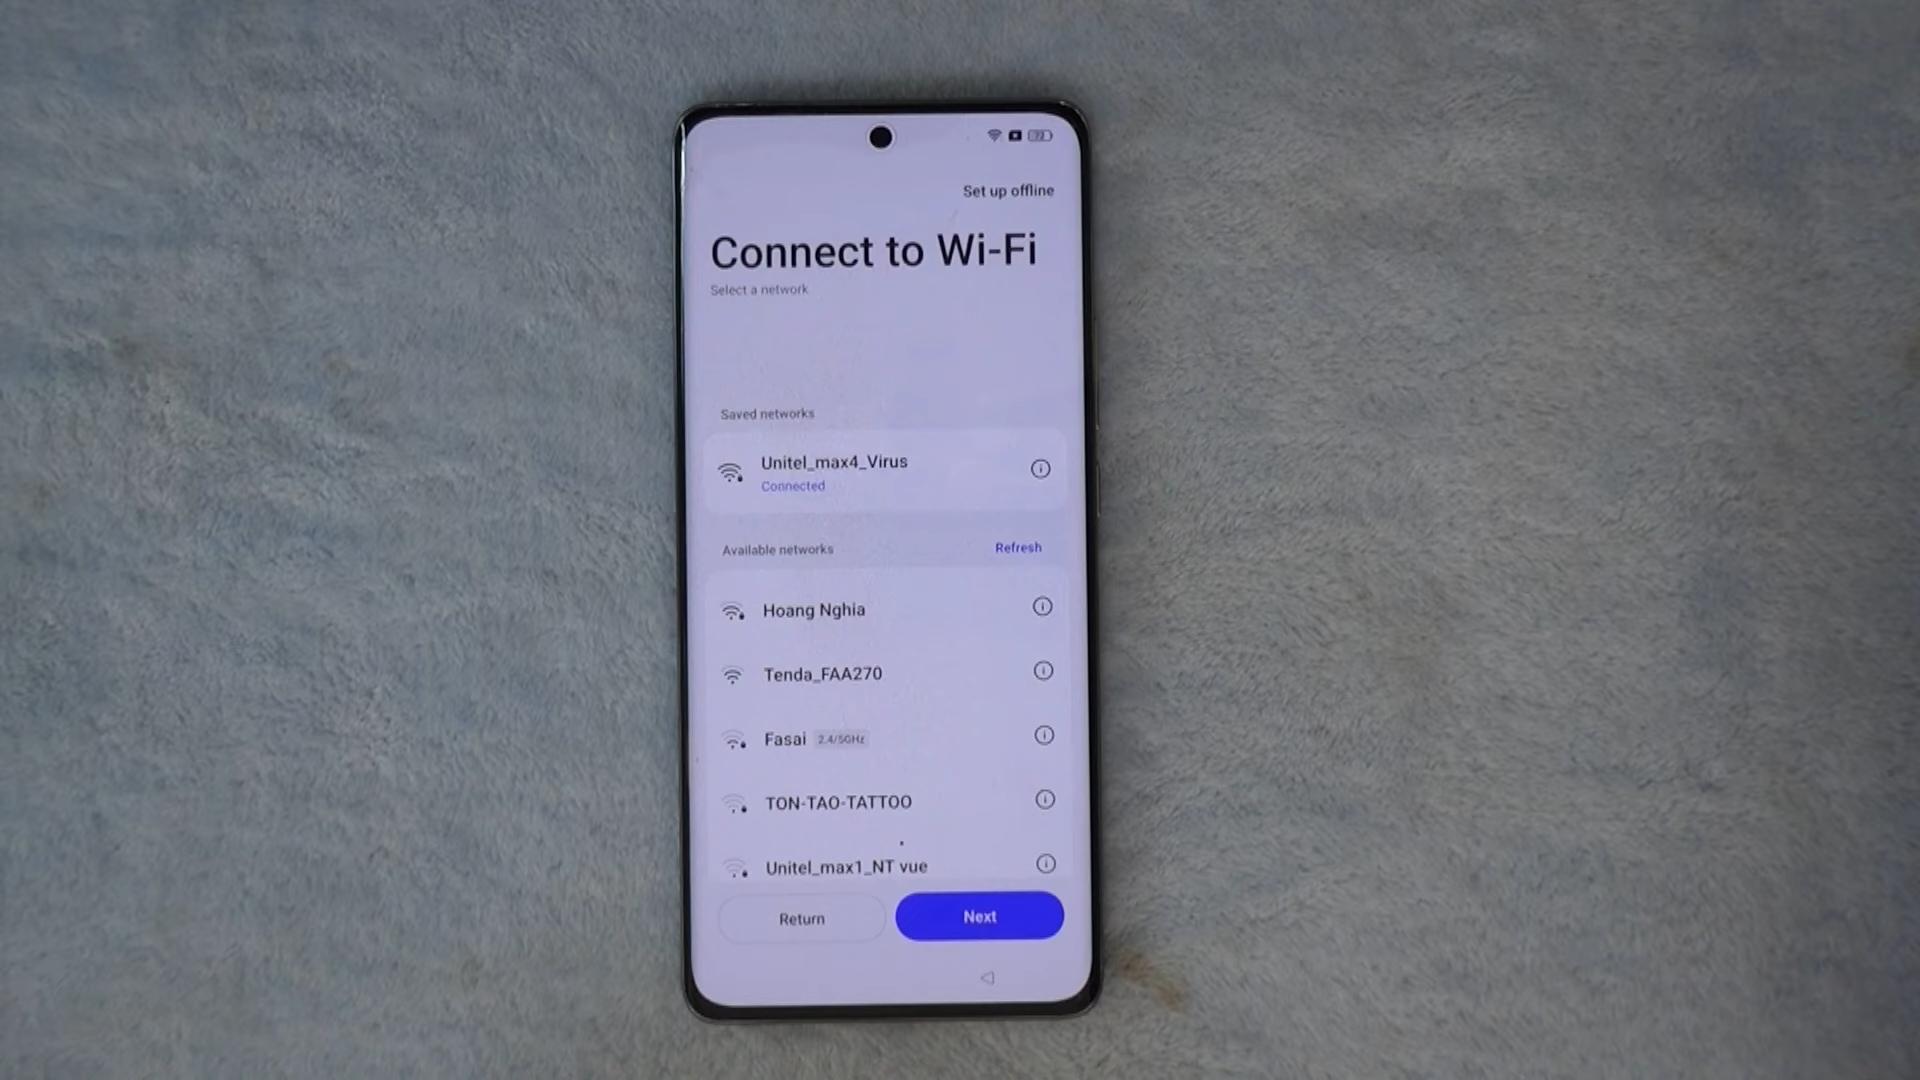 Set up offline
Connect to Wi-Fi
Select a network
Saved networks
Unitel_max4_Virus
Connected
Available networks
Refresh
Hoang Nghia
Tenda_FAA270
Fasai 2.4/5GHz
TON-TAO-TATTOO
Unitel_max1_NT vue
Return
Next